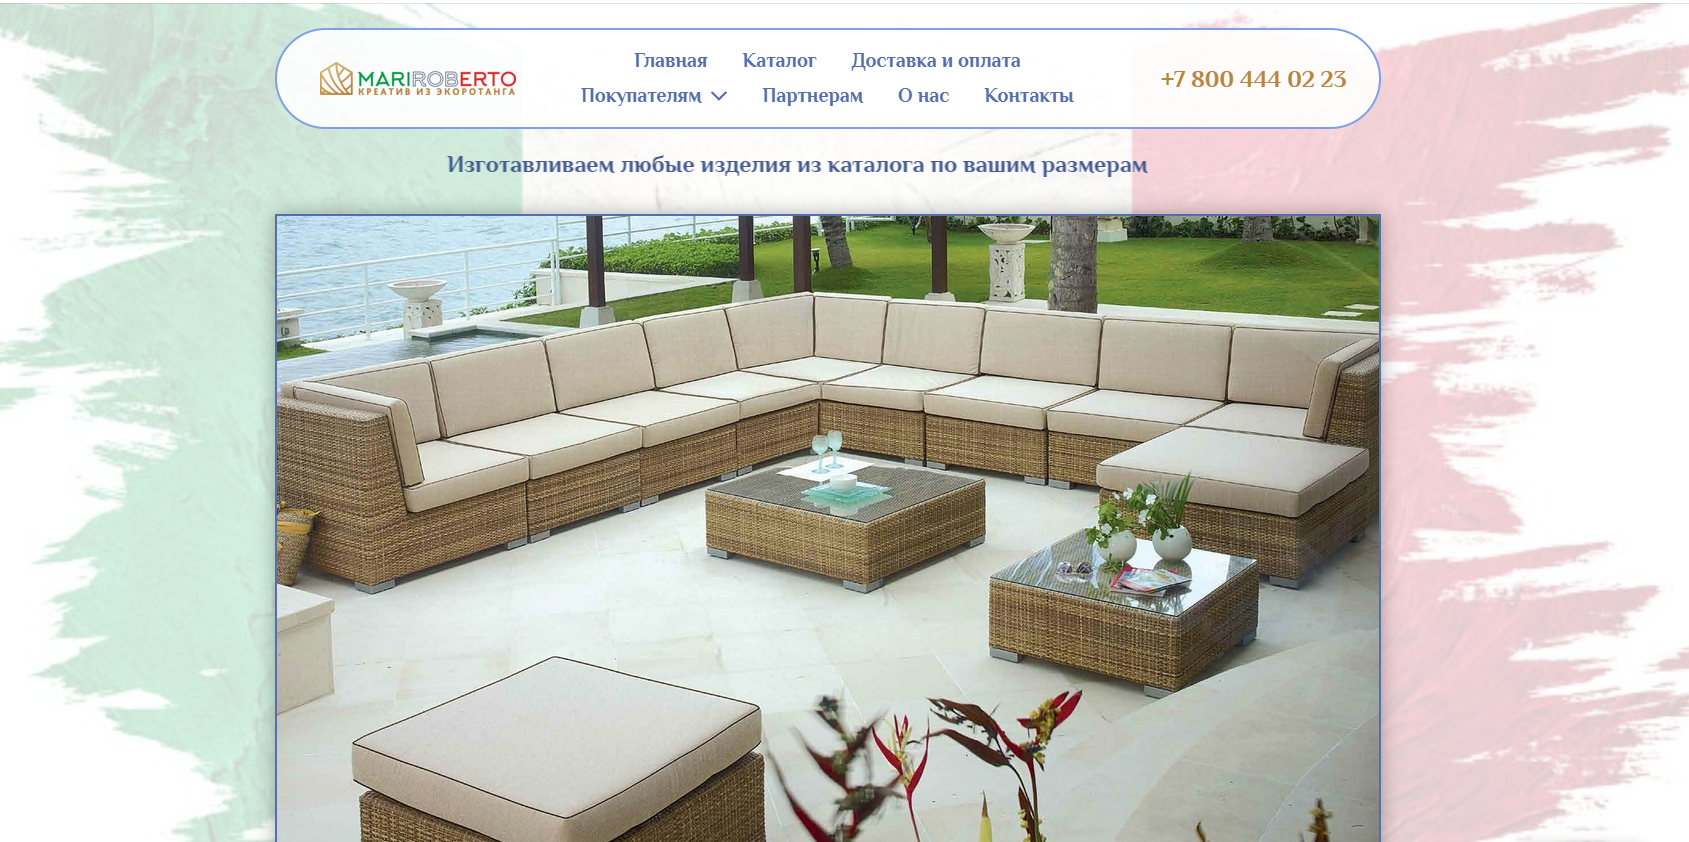 MARIROBERTO
КРЕАТИВ ИЗ ЭКОРОТАНГА
Главная Каталог Доставка и оплата
Покупателям Партнерам О нас Контакты
+7 800 444 02 23
Изготавливаем любые изделия из каталога по вашим размерам